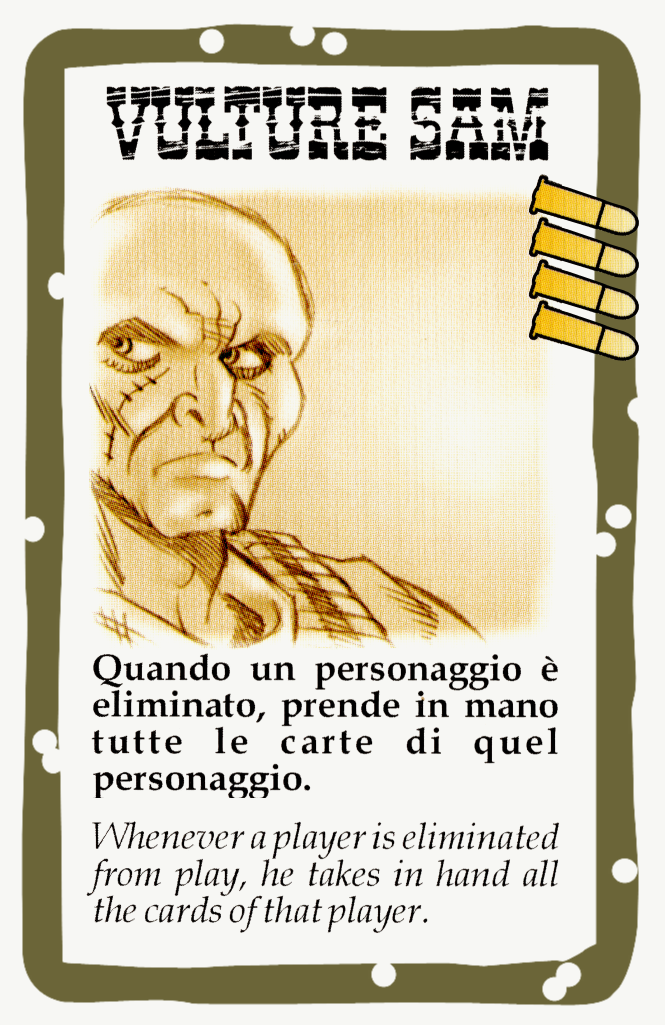 VULTURE SAM
Quando un personaggio è
eliminato, prende in mano
tutte le carte di quel
personaggio.
Whenever a player is eliminated
from play, he takes in hand all
the cards of that player.